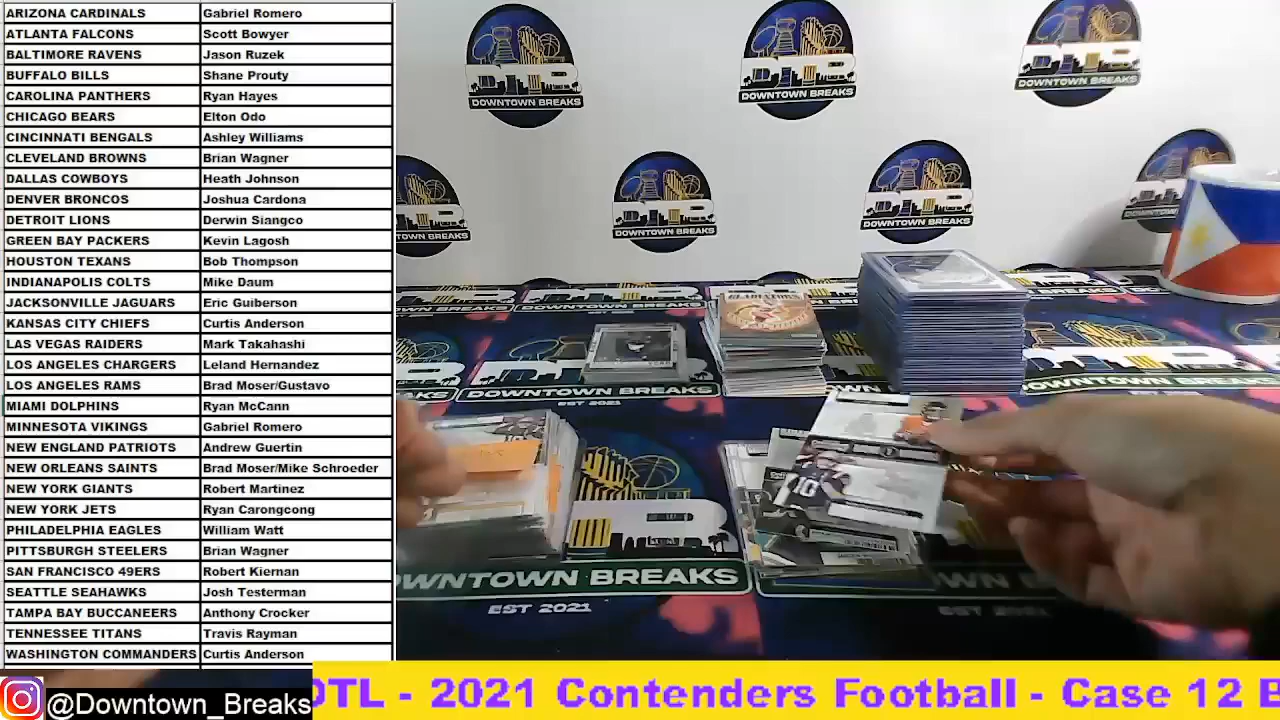 ARIZONA CARDINALS Gabriel Romero
ATLANTA FALCONS Scott Bowyer
BALTIMORE RAVENS Jason Ruzek
BUFFALO BILLS Shane Prouty
CAROLINA PANTHERS Ryan Hayes
CHICAGO BEARS Elton Odo
CINCINNATI BENGALS Ashley Williams
CLEVELAND BROWNS Brian Wagner
DALLAS COWBOYS Heath Johnson
DENVER BRONCOS Joshua Cardona
DETROIT LIONS Derwin Siangco
GREEN BAY PACKERS Kevin Lagosh
HOUSTON TEXANS Bob Thompson
INDIANAPOLIS COLTS Mike Daum
JACKSONVILLE JAGUARS Eric Guiberson
KANSAS CITY CHIEFS Curtis Anderson
LAS VEGAS RAIDERS Mark Takahashi
LOS ANGELES CHARGERS Leland Hernandez
LOS ANGELES RAMS Brad Moser/Gustavo
MIAMI DOLPHINS Ryan McCann
MINNESOTA VIKINGS Gabriel Romero
NEW ENGLAND PATRIOTS Andrew Guertin
NEW ORLEANS SAINTS Brad Moser/Mike Schroeder
NEW YORK GIANTS Robert Martinez
NEW YORK JETS Ryan Carongcong
PHILADELPHIA EAGLES William Watt
PITTSBURGH STEELERS Brian Wagner
SAN FRANCISCO 49ERS Robert Kiernan
SEATTLE SEAHAWKS Josh Testerman
TAMPA BAY BUCCANEERS Anthony Crocker
TENNESSEE TITANS Travis Rayman
WASHINGTON COMMANDERS Curtis Anderson
@Downtown_Breaks
DTL - 2021 Contenders Football - Case 12 B
DTB
DOWNTOWN BREAKS
DTB
DOWNTOWN BREAKS
DTB
DOWNTOWN BREAKS
DTB
DOWNTOWN BREAKS
DTB
DOWNTOWN BREAKS
GLADIATORS
10
EST 2021
DOWNTOWN BREAKS
EST 2021